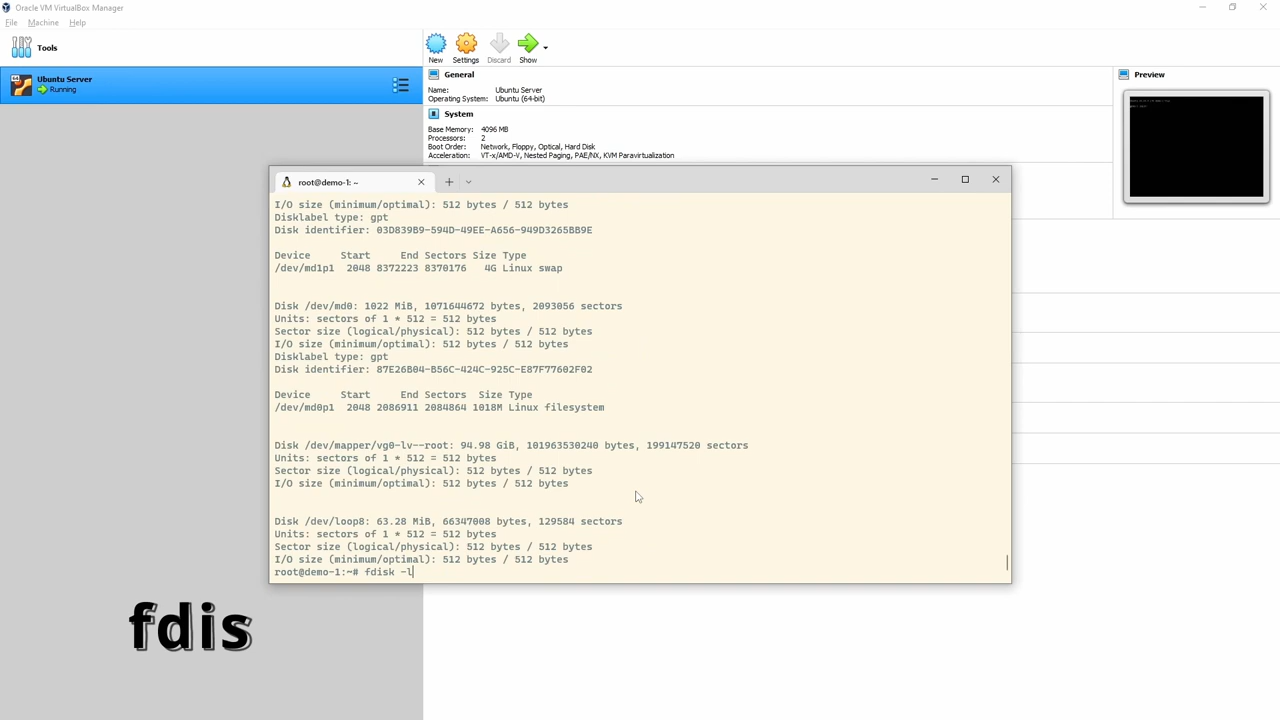 Oracle VM VirtualBox Manager
File Machine Help
Tools
New Settings Discard Show
Ubuntu Server
Running
General
Name: Ubuntu Server
Operating System: Ubuntu (64-bit)
System
Base Memory: 4096 MB
Processors: 2
Boot Order: Network, Floppy, Optical, Hard Disk
Acceleration: VT-x/AMD-V, Nested Paging, PAE/NX, KVM Paravirtualization
Preview
root@demo-1: ~
I/O size (minimum/optimal): 512 bytes / 512 bytes
Disklabel type: gpt
Disk identifier: 03D839B9-594D-49EE-A656-949D3265BB9E
Device Start End Sectors Size Type
/dev/md1p1 2048 8372223 8370176 4G Linux swap
Disk /dev/md0: 1022 MiB, 1071644672 bytes, 2093056 sectors
Units: sectors of 1 * 512 = 512 bytes
Sector size (logical/physical): 512 bytes / 512 bytes
I/O size (minimum/optimal): 512 bytes / 512 bytes
Disklabel type: gpt
Disk identifier: 87E26B04-B56C-424C-925C-E87F77602F02
Device Start End Sectors Size Type
/dev/md0p1 2048 2086911 2084864 1018M Linux filesystem
Disk /dev/mapper/vg0-lv--root: 94.98 GiB, 101963530240 bytes, 199147520 sectors
Units: sectors of 1 * 512 = 512 bytes
Sector size (logical/physical): 512 bytes / 512 bytes
I/O size (minimum/optimal): 512 bytes / 512 bytes
Disk /dev/loop8: 63.28 MiB, 66347008 bytes, 129584 sectors
Units: sectors of 1 * 512 = 512 bytes
Sector size (logical/physical): 512 bytes / 512 bytes
I/O size (minimum/optimal): 512 bytes / 512 bytes
root@demo-1:~# fdisk -l
fdis